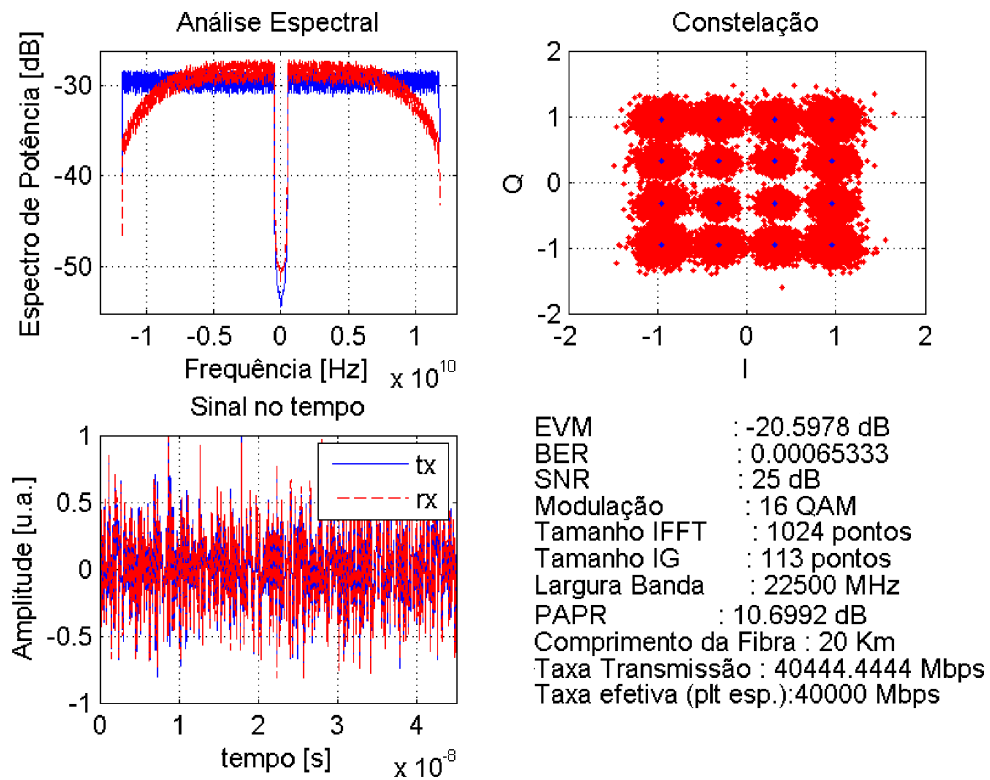 Análise Espectral
Espectro de Potência [dB]
-30
-40
-50
-1
-0.5
0
0.5
1
Frequência [Hz]
x 10^10
Constelação
Q
2
1
0
-1
-2
-2
-1
0
1
2
I
Sinal no tempo
Amplitude [u.a.]
1
0.5
0
-0.5
-1
tx
rx
0
1
2
3
4
tempo [s]
x 10^-8
EVM : -20.5978 dB
BER : 0.00065333
SNR : 25 dB
Modulação : 16 QAM
Tamanho IFFT : 1024 pontos
Tamanho IG : 113 pontos
Largura Banda : 22500 MHz
PAPR : 10.6992 dB
Comprimento da Fibra : 20 Km
Taxa Transmissão : 40444.4444 Mbps
Taxa efetiva (plt esp.):40000 Mbps